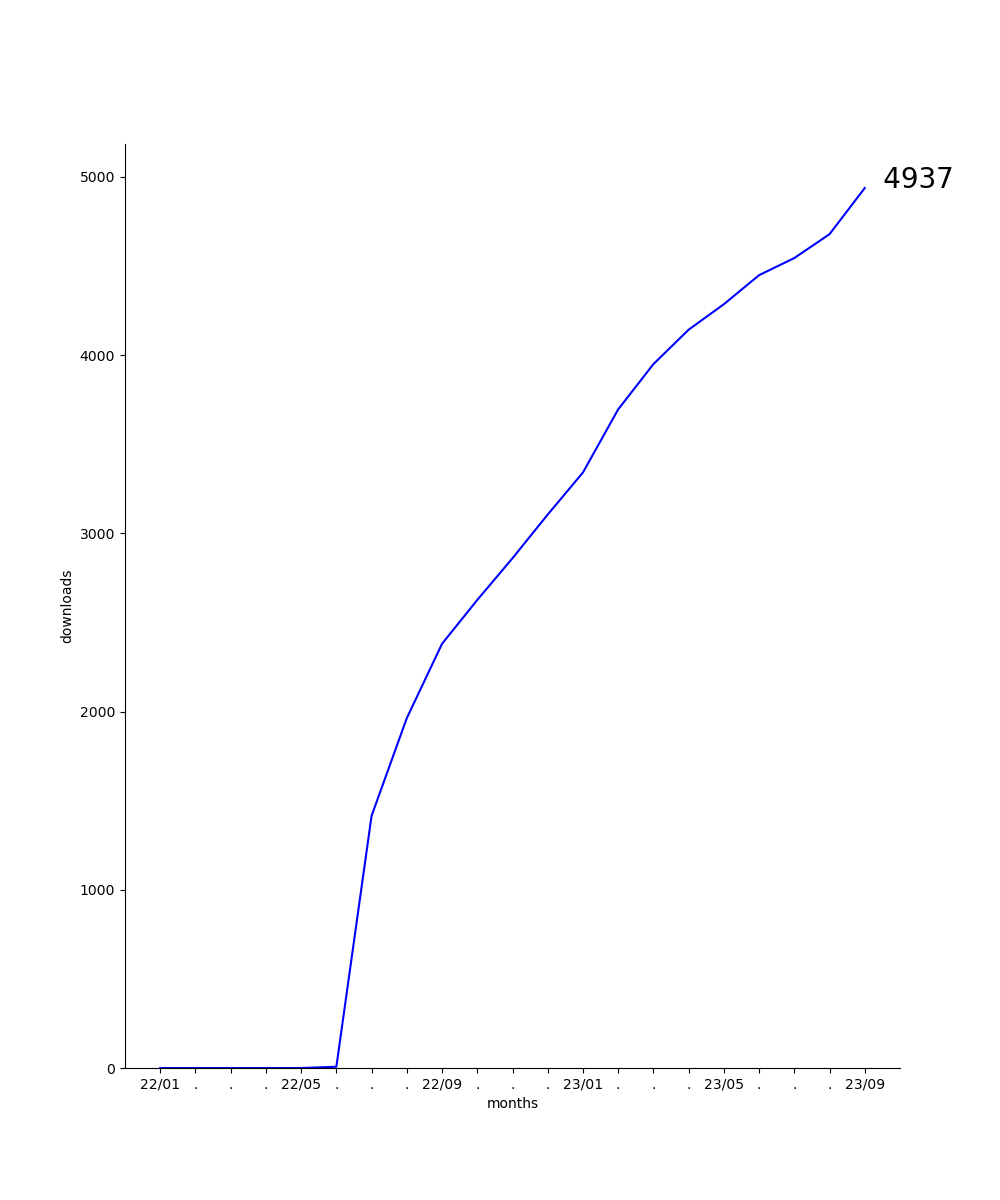 4937
5000
4000
3000
2000
1000
0
downloads
22/01 . . . 22/05 . . . 22/09 . . . 23/01 . . . 23/05 . . . 23/09
months